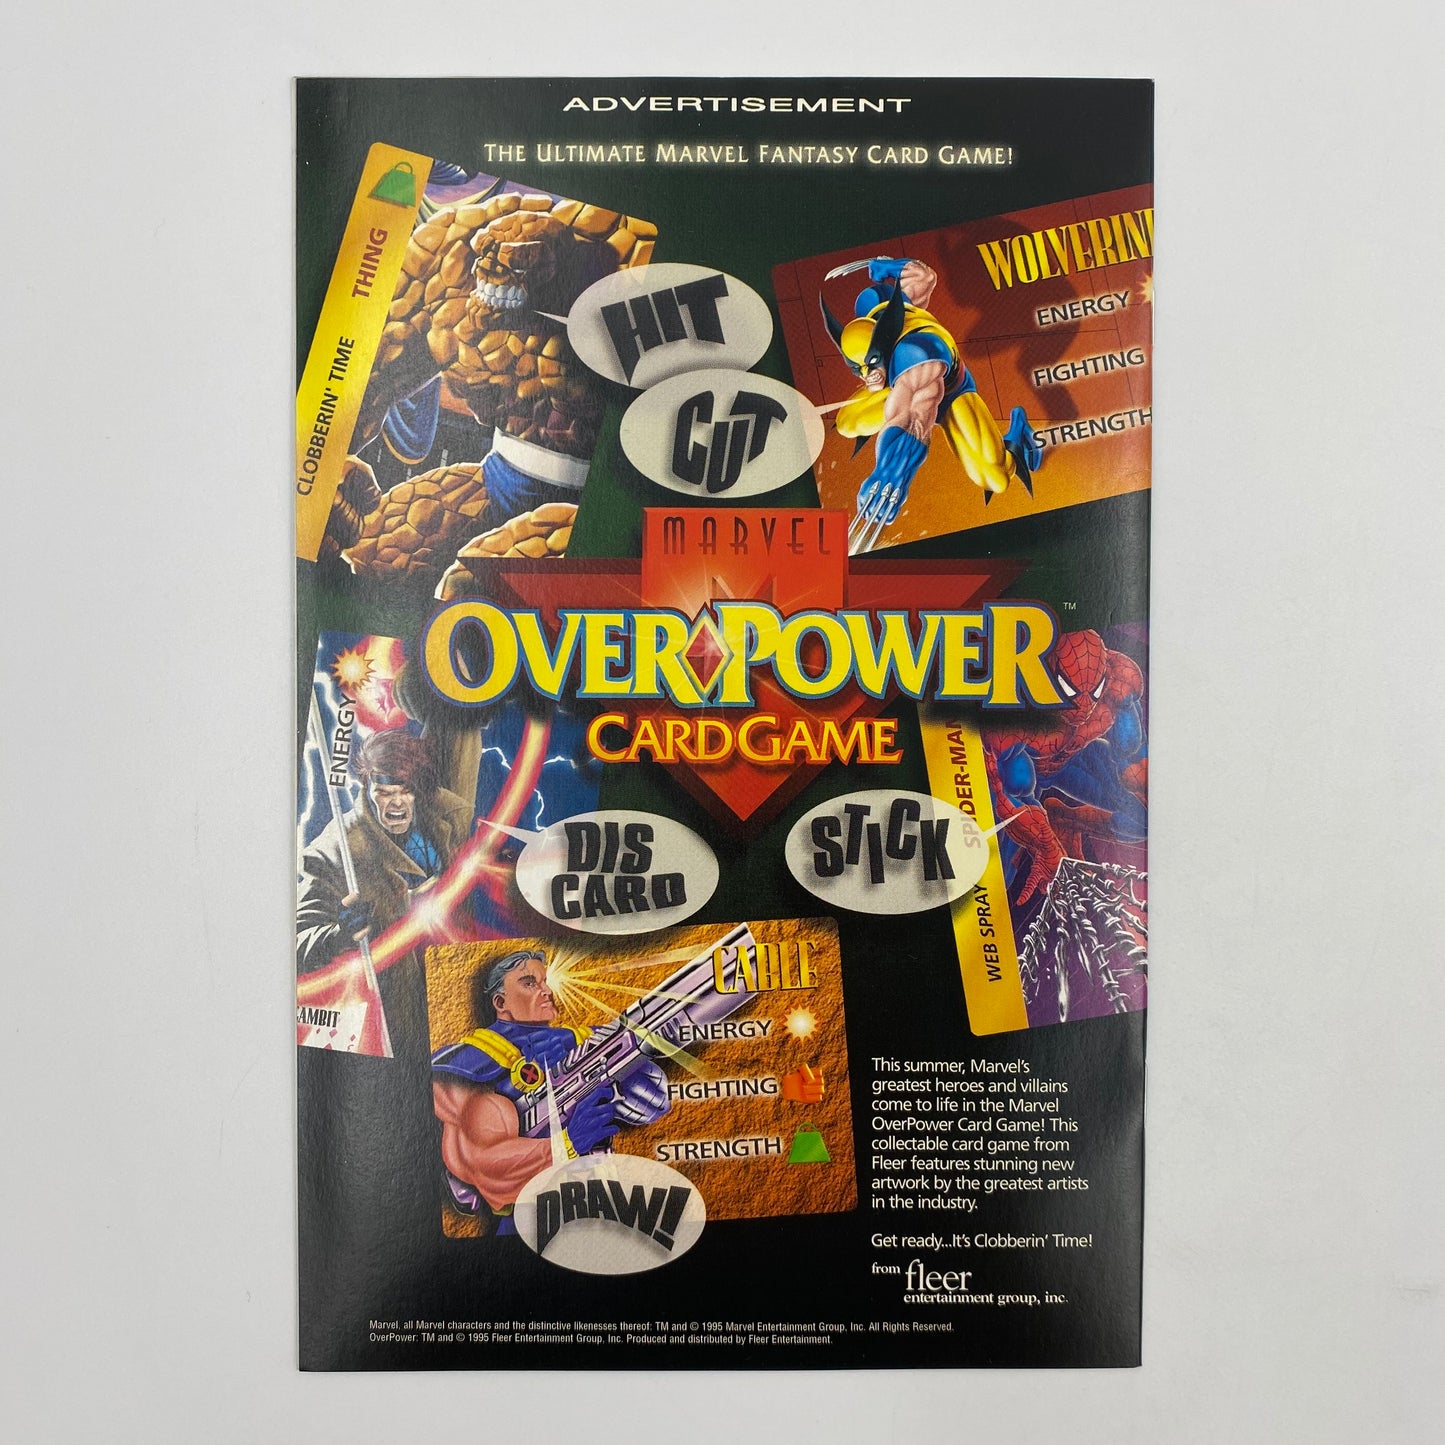 ADVERTISEMENT
THE ULTIMATE MARVEL FANTASY CARD GAME!
CLOBBERIN' TIME THING
HIT
CUT
WOLVERIN
ENERGY
FIGHTING
STRENGTH
MARVEL
OVERPOWER™
CARD GAME
ENERGY
GAMBIT
DIS
CARD
STICK
WEB SPRAY SPIDER-MAN
CABLE
ENERGY
FIGHTING
STRENGTH
DRAW!
This summer, Marvel's
greatest heroes and villains
come to life in the Marvel
OverPower Card Game! This
collectable card game from
Fleer features stunning new
artwork by the greatest artists
in the industry.
Get ready...It's Clobberin' Time!
from fleer
entertainment group, inc.
Marvel, all Marvel characters and the distinctive likenesses thereof: TM and © 1995 Marvel Entertainment Group, Inc. All Rights Reserved.
OverPower: TM and © 1995 Fleer Entertainment Group, Inc. Produced and distributed by Fleer Entertainment.